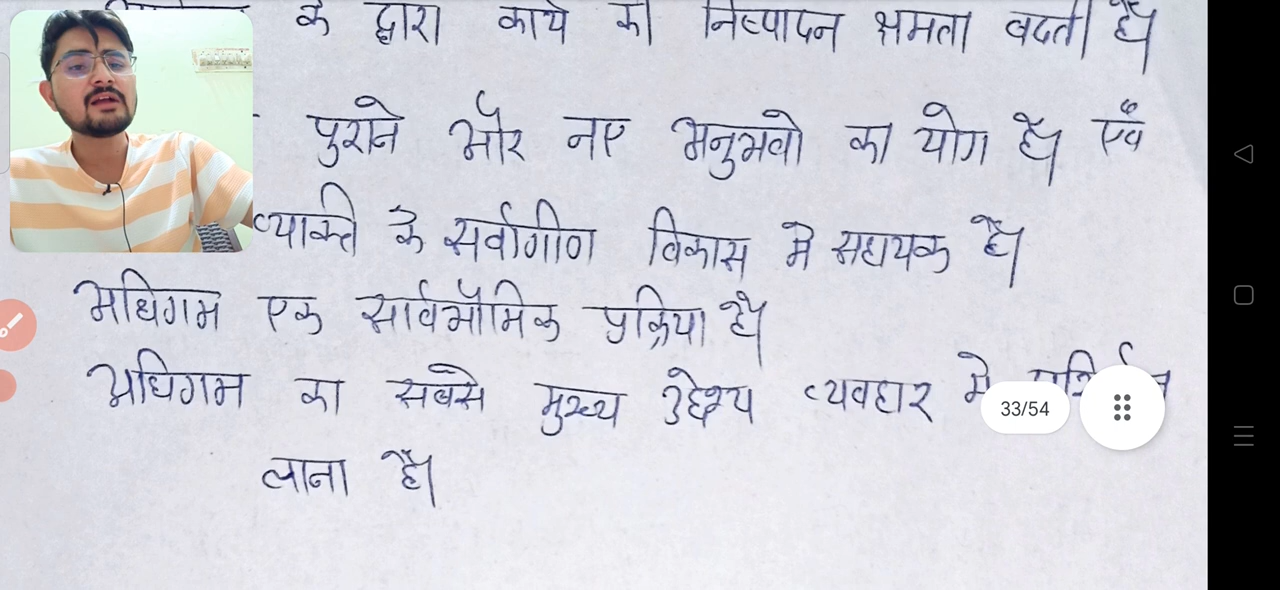 के द्वारा कार्य की निष्पादन क्षमता बढती है।
पुराने और नए अनुभवो का योग है। एवं
व्यक्ति के सर्वागीण विकास मे सहायक है।
अधिगम एक सार्वभौमिक प्रक्रिया है।
अधिगम का सबसे मुख्य उद्देश्य व्यवहार मे
लाना है।
33/54